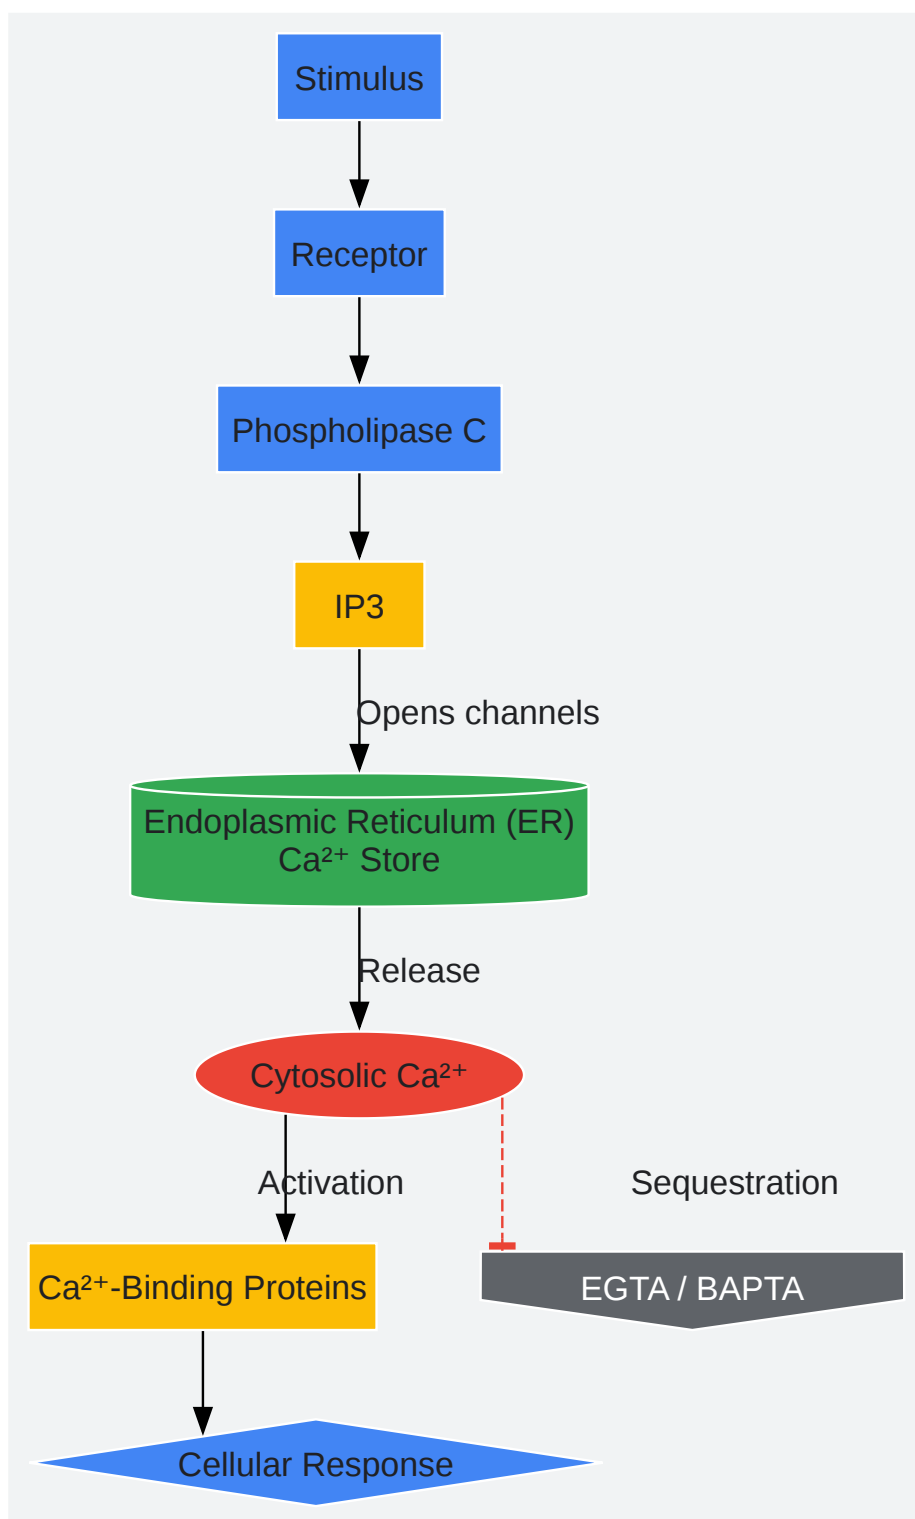 Stimulus
Receptor
Phospholipase C
IP3
Opens channels
Endoplasmic Reticulum (ER)
Ca²⁺ Store
Release
Cytosolic Ca²⁺
Activation
Sequestration
Ca²⁺-Binding Proteins
EGTA / BAPTA
Cellular Response